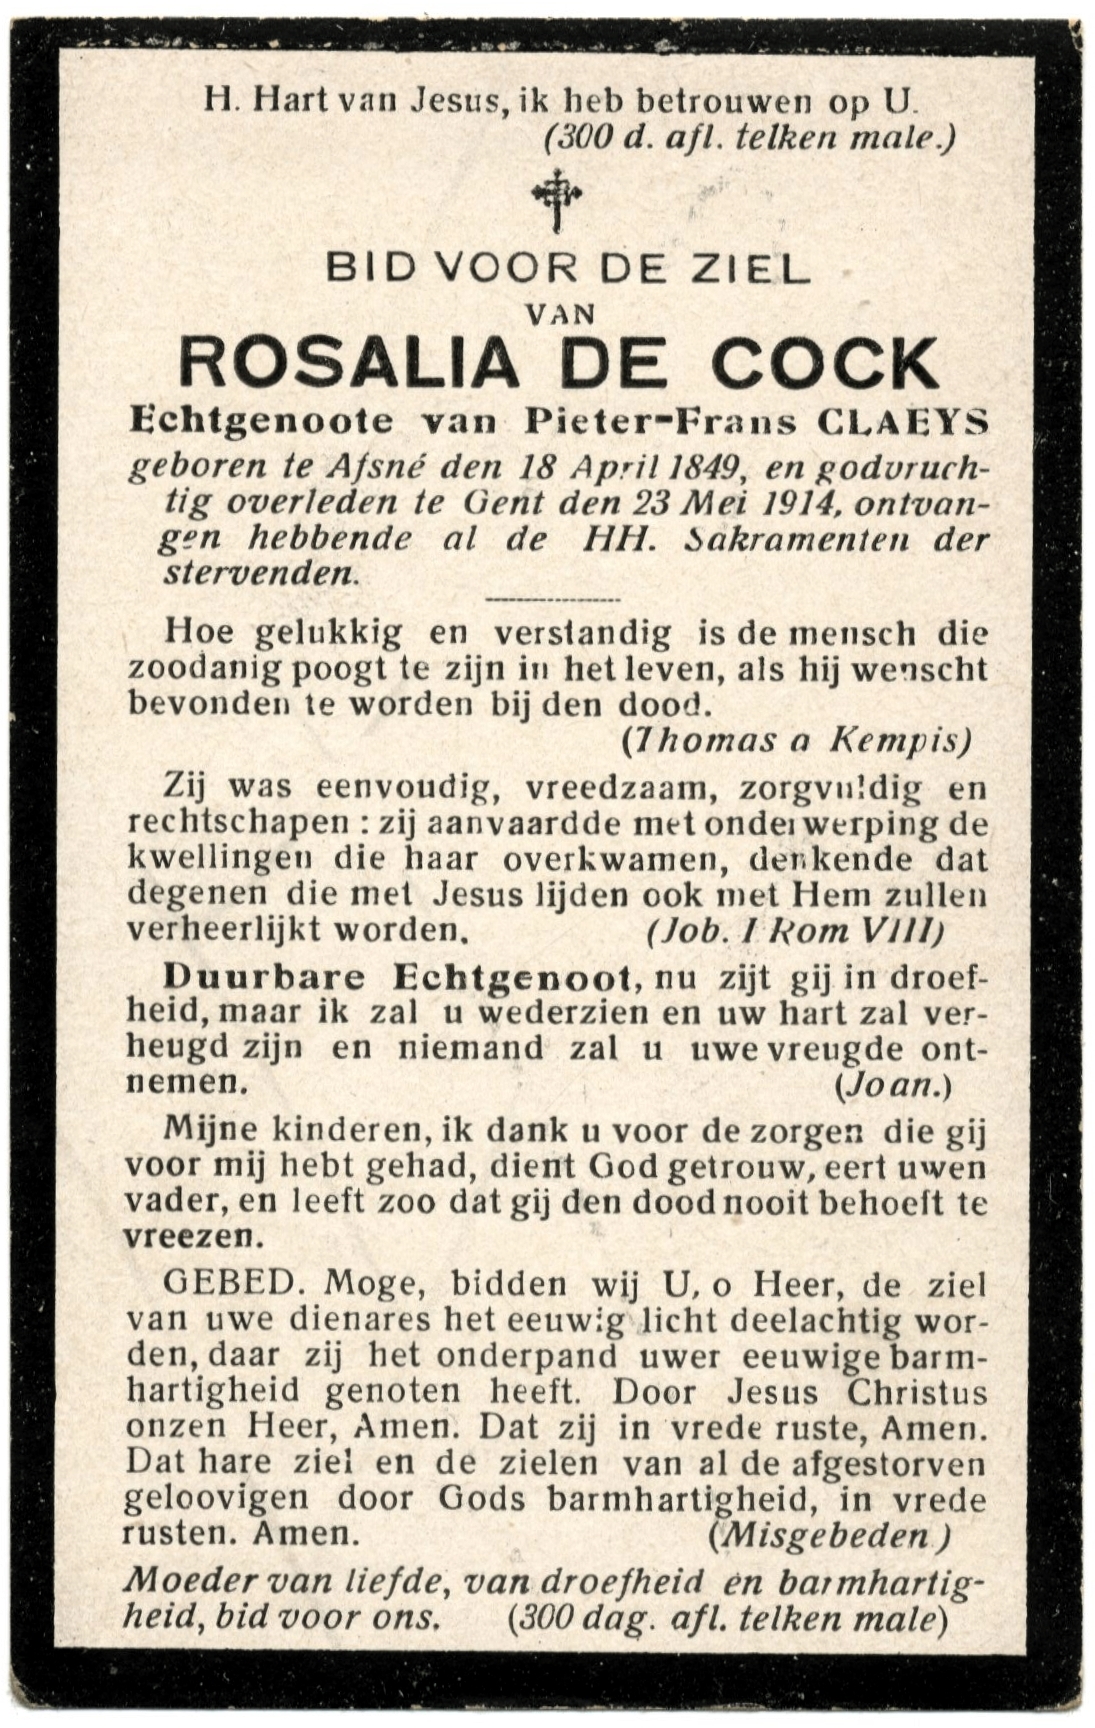 H. Hart van Jesus, ik heb betrouwen op U.
(300 d. afl. telken male.)
BID VOOR DE ZIEL
VAN
ROSALIA DE COCK
Echtgenoote van Pieter-Frans CLAEYS
geboren te Afsné den 18 April 1849, en godvruch-
tig overleden te Gent den 23 Mei 1914, ontvan-
gen hebbende al de HH. Sakramenten der
stervenden.
Hoe gelukkig en verstandig is de mensch die
zoodanig poogt te zijn in het leven, als hij wenscht
bevonden te worden bij den dood.
(Thomas a Kempis)
Zij was eenvoudig, vreedzaam, zorgvuldig en
rechtschapen : zij aanvaardde met onderwerping de
kwellingen die haar overkwamen, denkende dat
degenen die met Jesus lijden ook met Hem zullen
verheerlijkt worden. (Job. I Rom VIII)
Duurbare Echtgenoot, nu zijt gij in droef-
heid, maar ik zal u wederzien en uw hart zal ver-
heugd zijn en niemand zal u uwe vreugde ont-
nemen. (Joan.)
Mijne kinderen, ik dank u voor de zorgen die gij
voor mij hebt gehad, dient God getrouw, eert uwen
vader, en leeft zoo dat gij den dood nooit behoeft te
vreezen.
GEBED. Moge, bidden wij U, o Heer, de ziel
van uwe dienares het eeuwig licht deelachtig wor-
den, daar zij het onderpand uwer eeuwige barm-
hartigheid genoten heeft. Door Jesus Christus
onzen Heer, Amen. Dat zij in vrede ruste, Amen.
Dat hare ziel en de zielen van al de afgestorven
geloovigen door Gods barmhartigheid, in vrede
rusten. Amen. (Misgebeden)
Moeder van liefde, van droefheid en barmhartig-
heid, bid voor ons. (300 dag. afl. telken male)